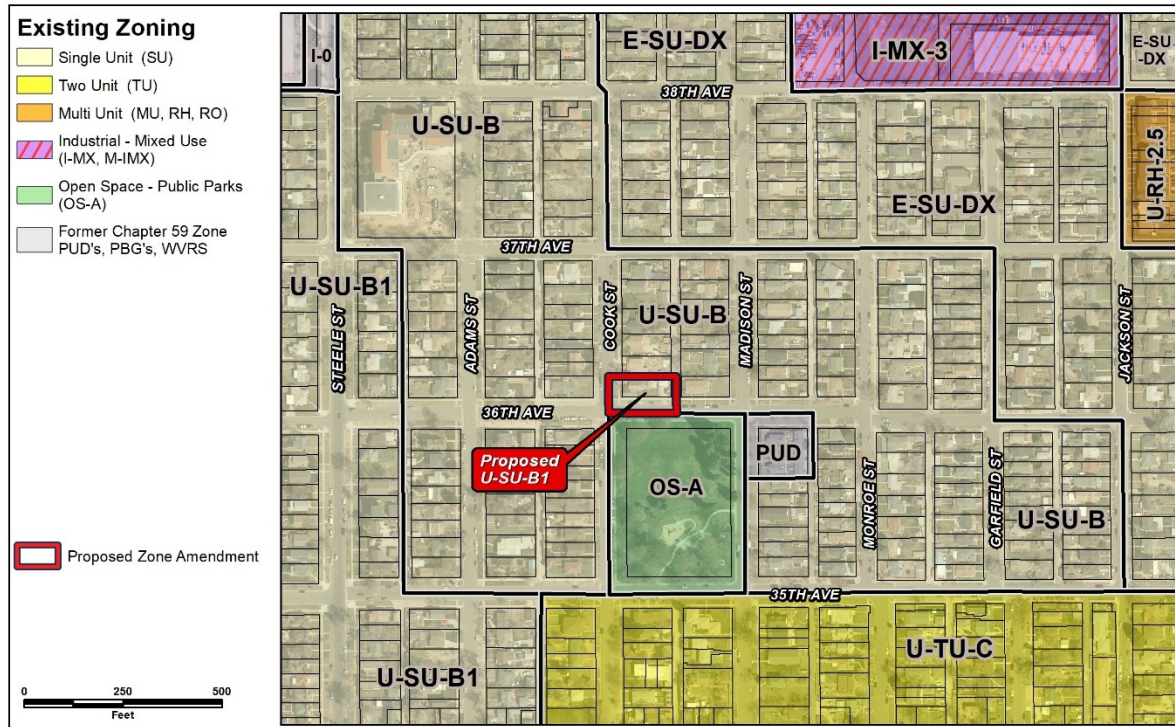 Existing Zoning
Single Unit (SU)
Two Unit (TU)
Multi Unit (MU, RH, RO)
Industrial - Mixed Use
(I-MX, M-IMX)
Open Space - Public Parks
(OS-A)
Former Chapter 59 Zone
PUD's, PBG's, WVRS
Proposed Zone Amendment
0 250 500
Feet
I-0
E-SU-DX
I-MX-3
E-SU
-DX
38TH AVE
U-SU-B
E-SU-DX
U-RH-2.5
37TH AVE
U-SU-B1
STEELE ST
ADAMS ST
COOK ST
U-SU-B
MADISON ST
JACKSON ST
36TH AVE
Proposed
U-SU-B1
OS-A
PUD
MONROE ST
GARFIELD ST
U-SU-B
35TH AVE
U-SU-B1
U-TU-C